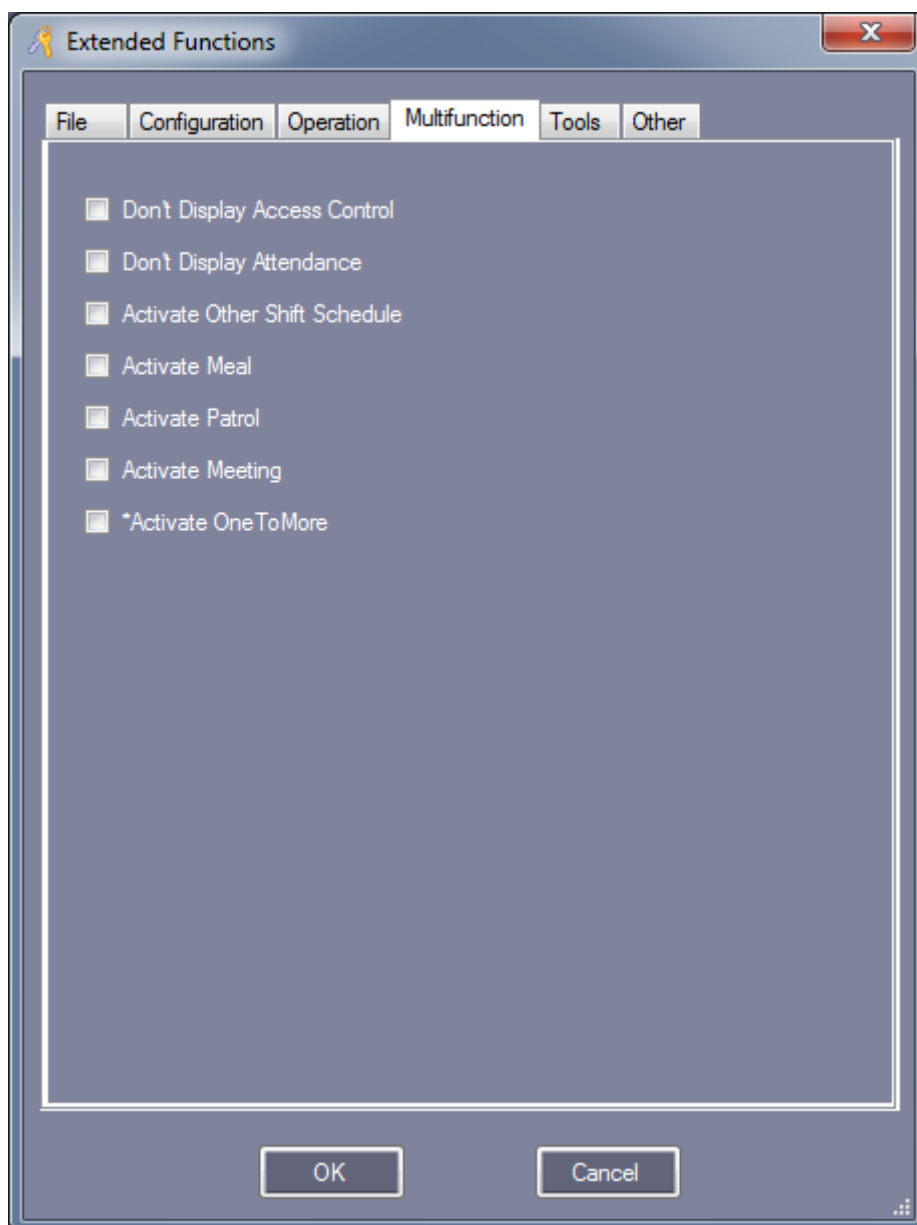 Extended Functions
File Configuration Operation Multifunction Tools Other
Don't Display Access Control
Don't Display Attendance
Activate Other Shift Schedule
Activate Meal
Activate Patrol
Activate Meeting
*Activate OneToMore
OK Cancel